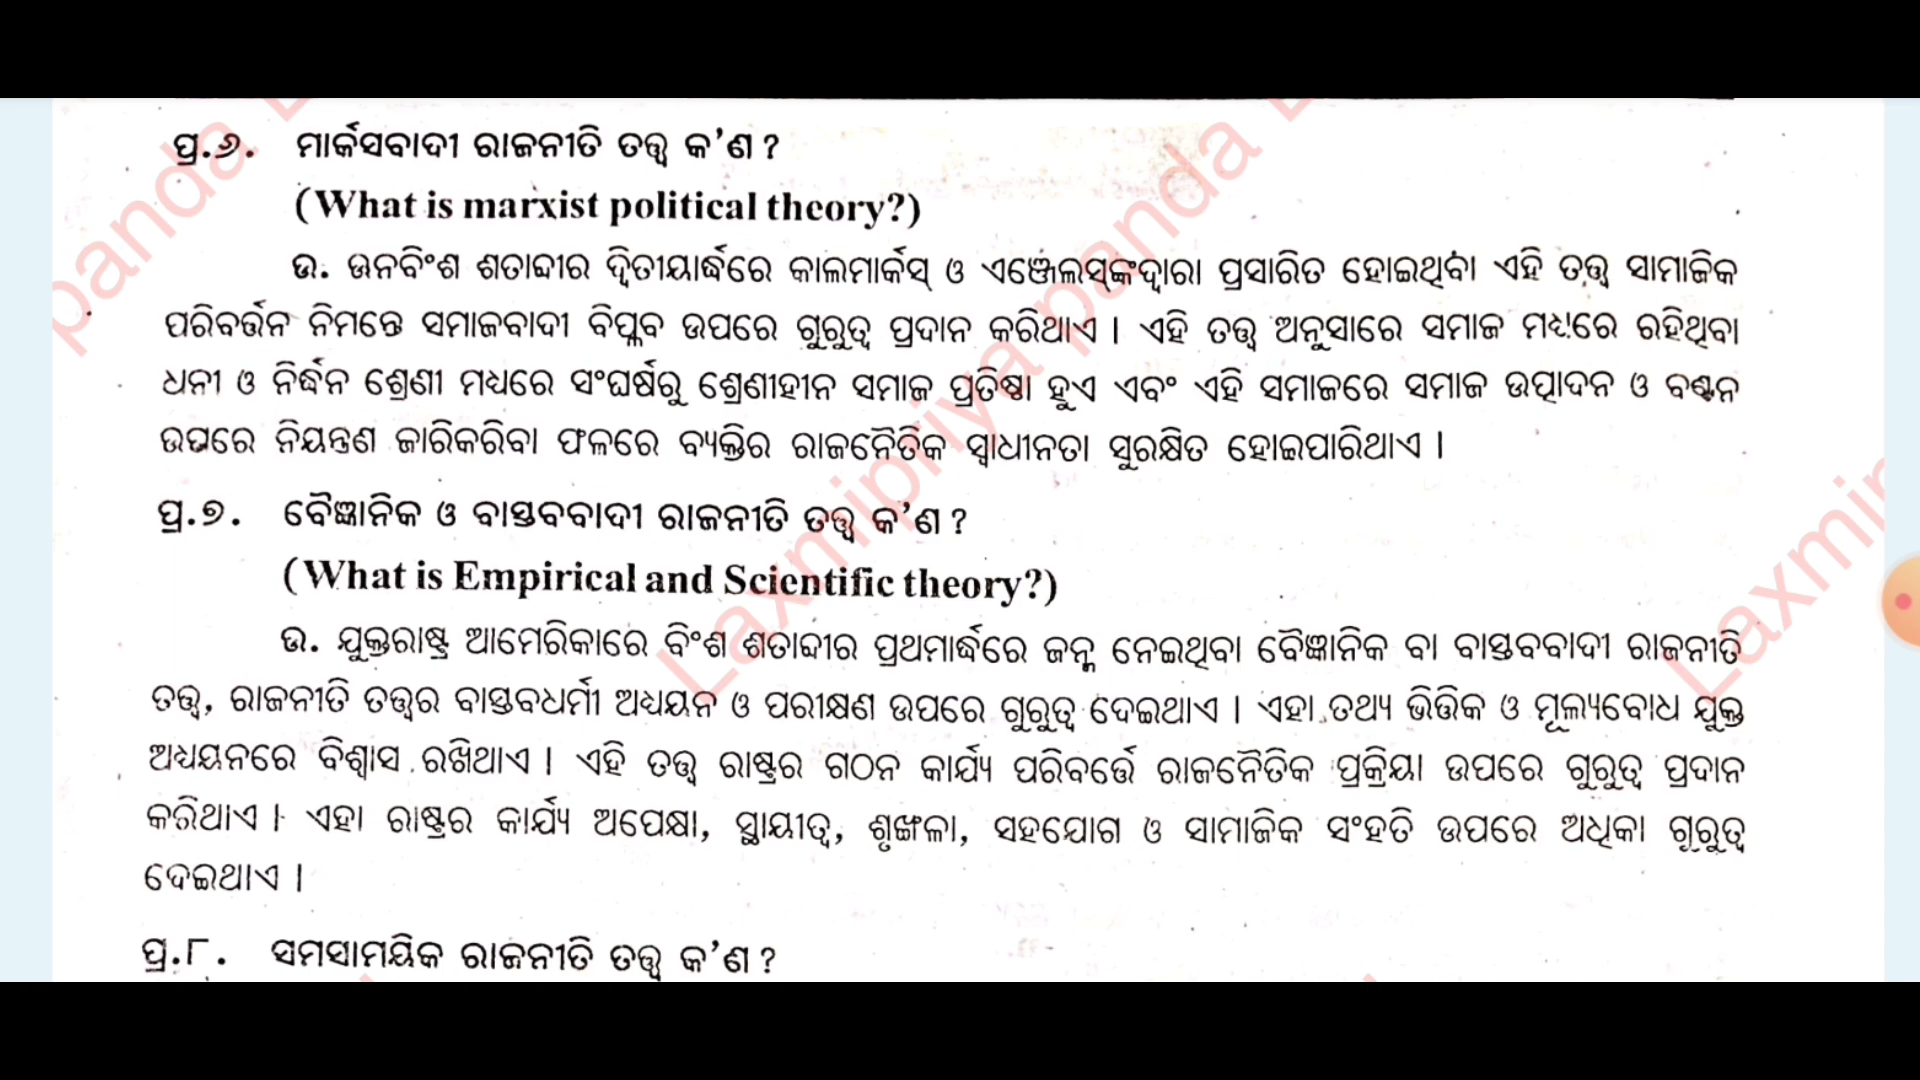 ପ୍ର.୬. ମାର୍କସବାଦୀ ରାଜନୀତି ତତ୍ତ୍ୱ କ'ଣ ?
(What is marxist political theory?)
ଉ. ଊନବିଂଶ ଶତାବ୍ଦୀର ଦ୍ୱିତୀୟାର୍ଦ୍ଧରେ କାଲମାର୍କସ୍ ଓ ଏଞ୍ଜେଲସ୍‌ଙ୍କଦ୍ୱାରା ପ୍ରସାରିତ ହୋଇଥିବା ଏହି ତତ୍ତ୍ୱ ସାମାଜିକ
ପରିବର୍ତ୍ତନ ନିମନ୍ତେ ସମାଜବାଦୀ ବିପ୍ଲବ ଉପରେ ଗୁରୁତ୍ୱ ପ୍ରଦାନ କରିଥାଏ । ଏହି ତତ୍ତ୍ୱ ଅନୁସାରେ ସମାଜ ମଧ୍ୟରେ ରହିଥିବା
ଧନୀ ଓ ନିର୍ଦ୍ଧନ ଶ୍ରେଣୀ ମଧ୍ୟରେ ସଂଘର୍ଷରୁ ଶ୍ରେଣୀହୀନ ସମାଜ ପ୍ରତିଷ୍ଠା ହୁଏ ଏବଂ ଏହି ସମାଜରେ ସମାଜ ଉତ୍ପାଦନ ଓ ବଣ୍ଟନ
ଉପରେ ନିୟନ୍ତ୍ରଣ ଜାରିକରିବା ଫଳରେ ବ୍ୟକ୍ତିର ରାଜନୈତିକ ସ୍ୱାଧୀନତା ସୁରକ୍ଷିତ ହୋଇପାରିଥାଏ ।
ପ୍ର.୭. ବୈଜ୍ଞାନିକ ଓ ବାସ୍ତବବାଦୀ ରାଜନୀତି ତତ୍ତ୍ୱ କ'ଣ ?
(What is Empirical and Scientific theory?)
ଉ. ଯୁକ୍ତରାଷ୍ଟ୍ର ଆମେରିକାରେ ବିଂଶ ଶତାବ୍ଦୀର ପ୍ରଥମାର୍ଦ୍ଧରେ ଜନ୍ମ ନେଇଥିବା ବୈଜ୍ଞାନିକ ବା ବାସ୍ତବବାଦୀ ରାଜନୀତି
ତତ୍ତ୍ୱ, ରାଜନୀତି ତତ୍ତ୍ୱର ବାସ୍ତବଧର୍ମୀ ଅଧ୍ୟୟନ ଓ ପରୀକ୍ଷଣ ଉପରେ ଗୁରୁତ୍ୱ ଦେଇଥାଏ । ଏହା ତଥ୍ୟ ଭିତ୍ତିକ ଓ ମୂଲ୍ୟବୋଧ ଯୁକ୍ତ
ଅଧ୍ୟୟନରେ ବିଶ୍ୱାସ ରଖିଥାଏ । ଏହି ତତ୍ତ୍ୱ ରାଷ୍ଟ୍ରର ଗଠନ କାର୍ଯ୍ୟ ପରିବର୍ତ୍ତେ ରାଜନୈତିକ ପ୍ରକ୍ରିୟା ଉପରେ ଗୁରୁତ୍ୱ ପ୍ରଦାନ
କରିଥାଏ । ଏହା ରାଷ୍ଟ୍ରର କାର୍ଯ୍ୟ ଅପେକ୍ଷା, ସ୍ଥାୟୀତ୍ୱ, ଶୃଙ୍ଖଳା, ସହଯୋଗ ଓ ସାମାଜିକ ସଂହତି ଉପରେ ଅଧିକା ଗୁରୁତ୍ୱ
ଦେଇଥାଏ ।
ପ୍ର.୮. ସମସାମୟିକ ରାଜନୀତି ତତ୍ତ୍ୱ କ'ଣ ?
Laxmipriya panda